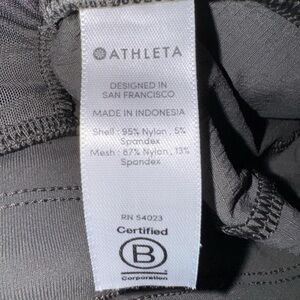 ATHLETA
DESIGNED IN
SAN FRANCISCO
MADE IN INDONESIA
Shell : 95% Nylon , 5%
Spandex
Mesh : 87% Nylon , 13%
Spandex
RN 54023
Certified
B
Corporation